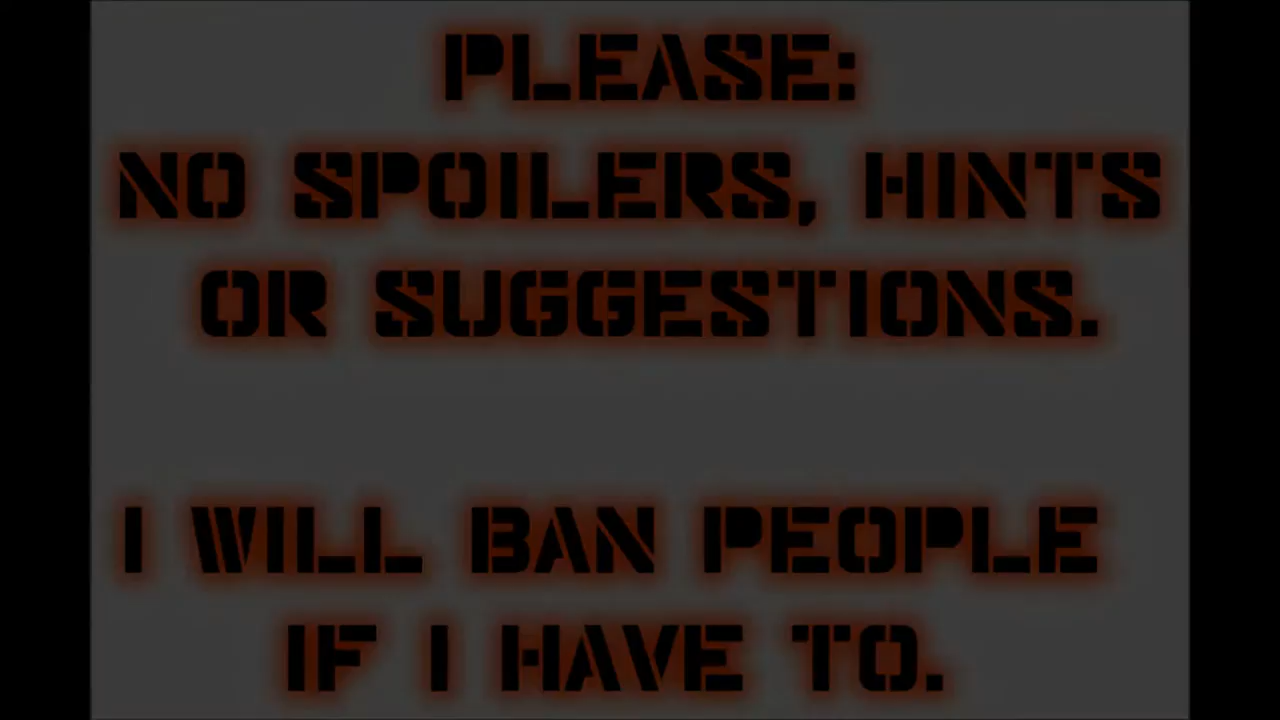 PLEASE:
NO SPOILERS, HINTS
OR SUGGESTIONS.
I WILL BAN PEOPLE
IF I HAVE TO.